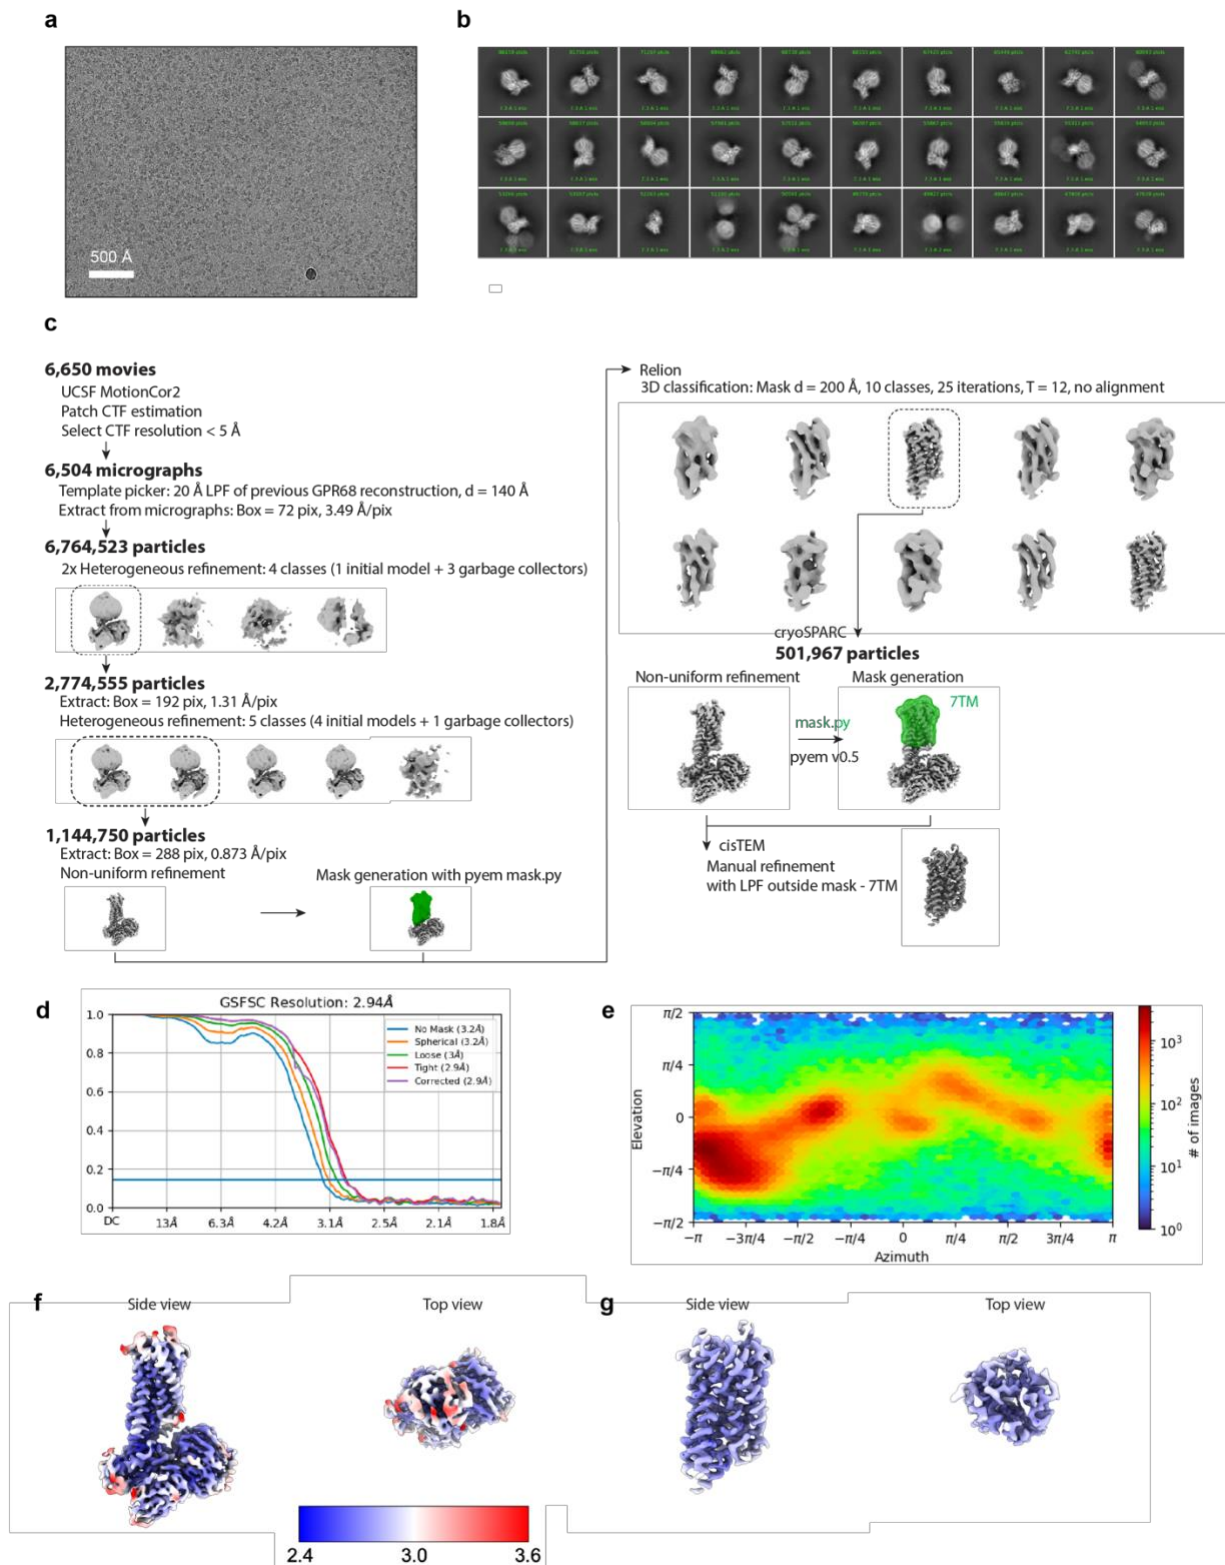 a
500 Å
b
c
6,650 movies
UCSF MotionCor2
Patch CTF estimation
Select CTF resolution < 5 Å
6,504 micrographs
Template picker: 20 Å LPF of previous GPR68 reconstruction, d = 140 Å
Extract from micrographs: Box = 72 pix, 3.49 Å/pix
6,764,523 particles
2x Heterogeneous refinement: 4 classes (1 initial model + 3 garbage collectors)
2,774,555 particles
Extract: Box = 192 pix, 1.31 Å/pix
Heterogeneous refinement: 5 classes (4 initial models + 1 garbage collectors)
1,144,750 particles
Extract: Box = 288 pix, 0.873 Å/pix
Non-uniform refinement
Mask generation with pyem mask.py
Relion
3D classification: Mask d = 200 Å, 10 classes, 25 iterations, T = 12, no alignment
cryoSPARC
501,967 particles
Non-uniform refinement
Mask generation
7TM
mask.py
pyem v0.5
cisTEM
Manual refinement
with LPF outside mask - 7TM
d
GSFSC Resolution: 2.94Å
1.0
0.8
0.6
0.4
0.2
0.0
No Mask (3.2Å)
Spherical (3.2Å)
Loose (3Å)
Tight (2.9Å)
Corrected (2.9Å)
DC 13Å 6.3Å 4.2Å 3.1Å 2.5Å 2.1Å 1.8Å
e
Elevation
π/2
π/4
0
−π/4
−π/2
−π −3π/4 −π/2 −π/4 0 π/4 π/2 3π/4 π
Azimuth
10³
10²
10¹
10⁰
# of images
f
Side view Top view
g
Side view Top view
2.4 3.0 3.6